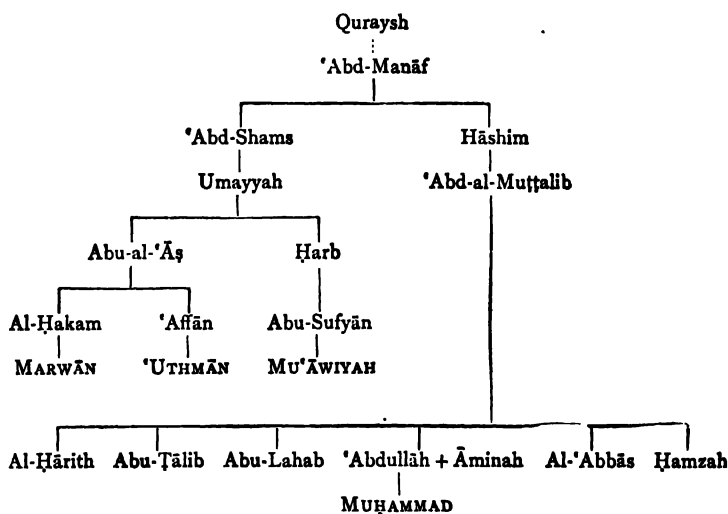 Quraysh
‘Abd-Manāf
‘Abd-Shams Hāshim
Umayyah ‘Abd-al-Muṭṭalib
Abu-al-‘Āṣ Ḥarb
Al-Ḥakam ‘Affān Abu-Sufyān
MARWĀN ‘UTHMĀN MU‘ĀWIYAH
Al-Ḥārith Abu-Ṭālib Abu-Lahab ‘Abdullāh + Āminah Al-‘Abbās Ḥamzah
MUḤAMMAD